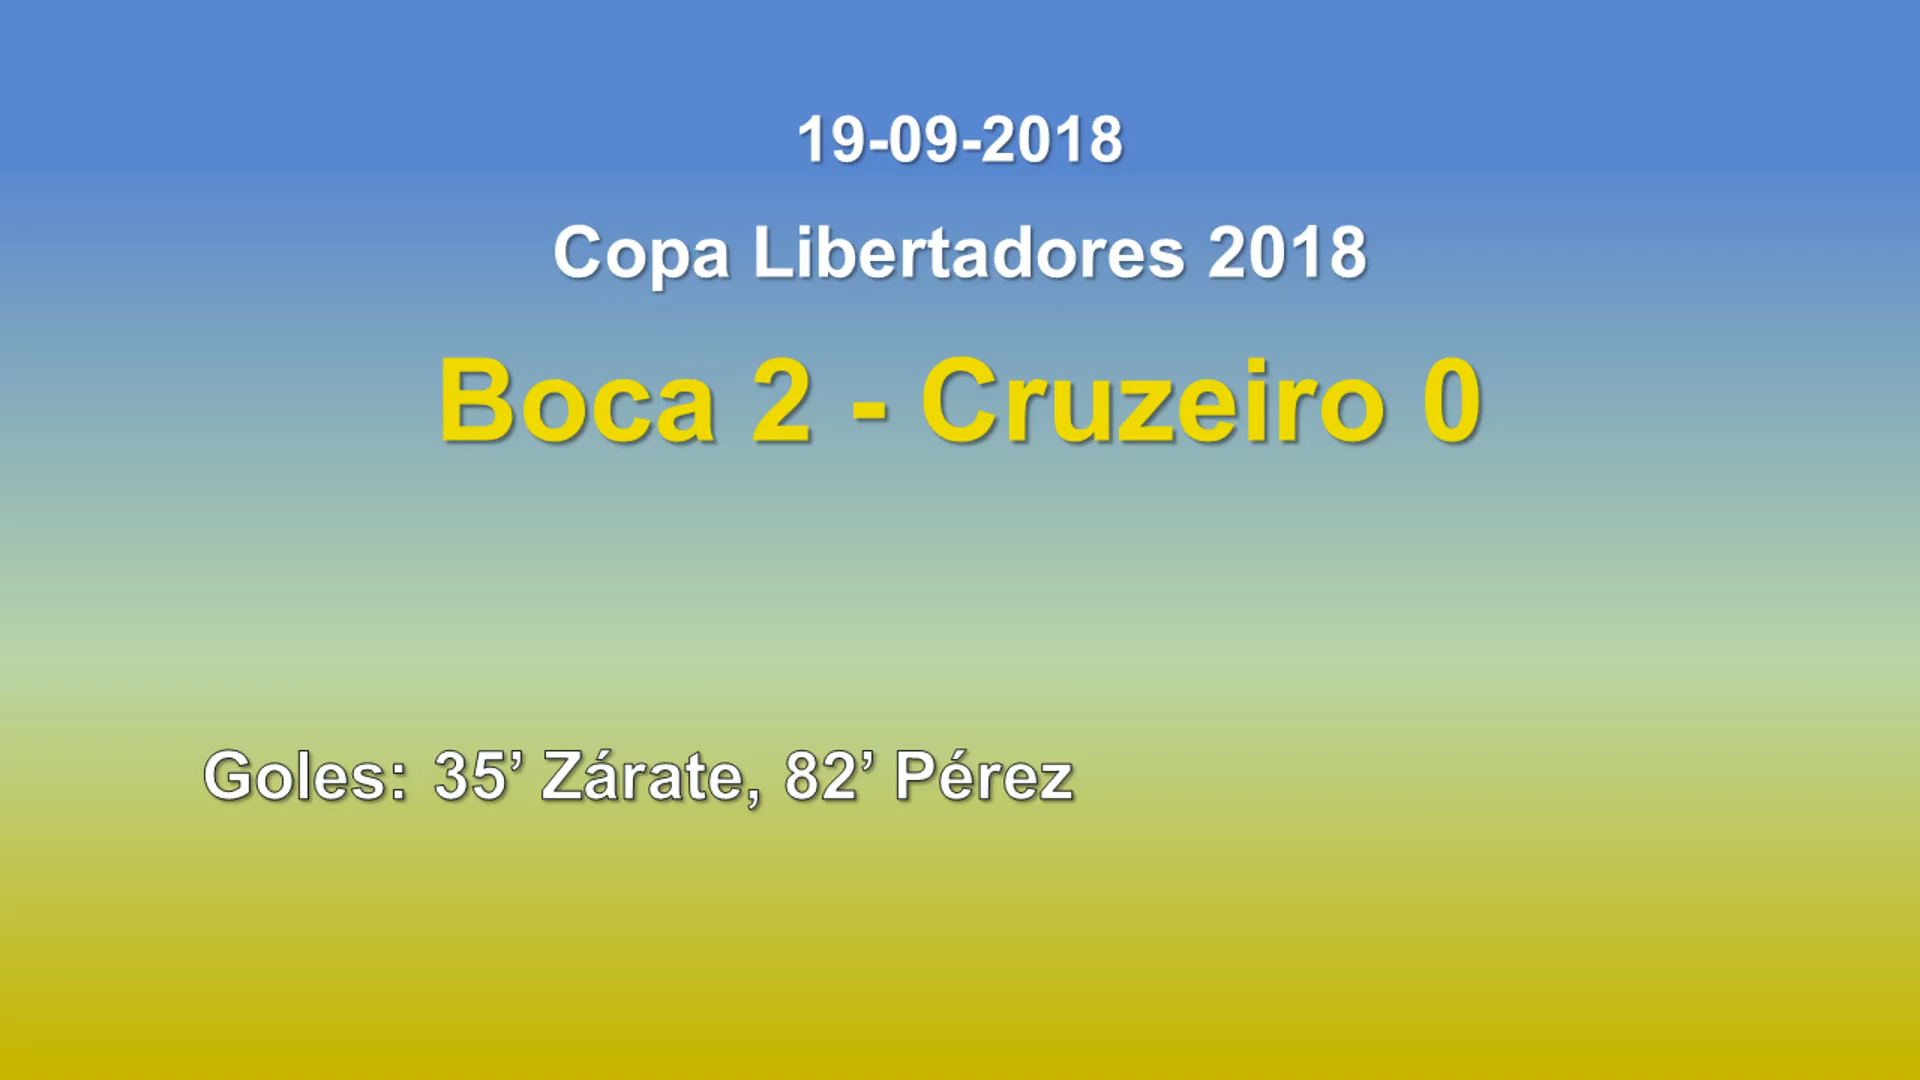 19-09-2018
Copa Libertadores 2018
Boca 2 - Cruzeiro 0
Goles: 35’ Zárate, 82’ Pérez